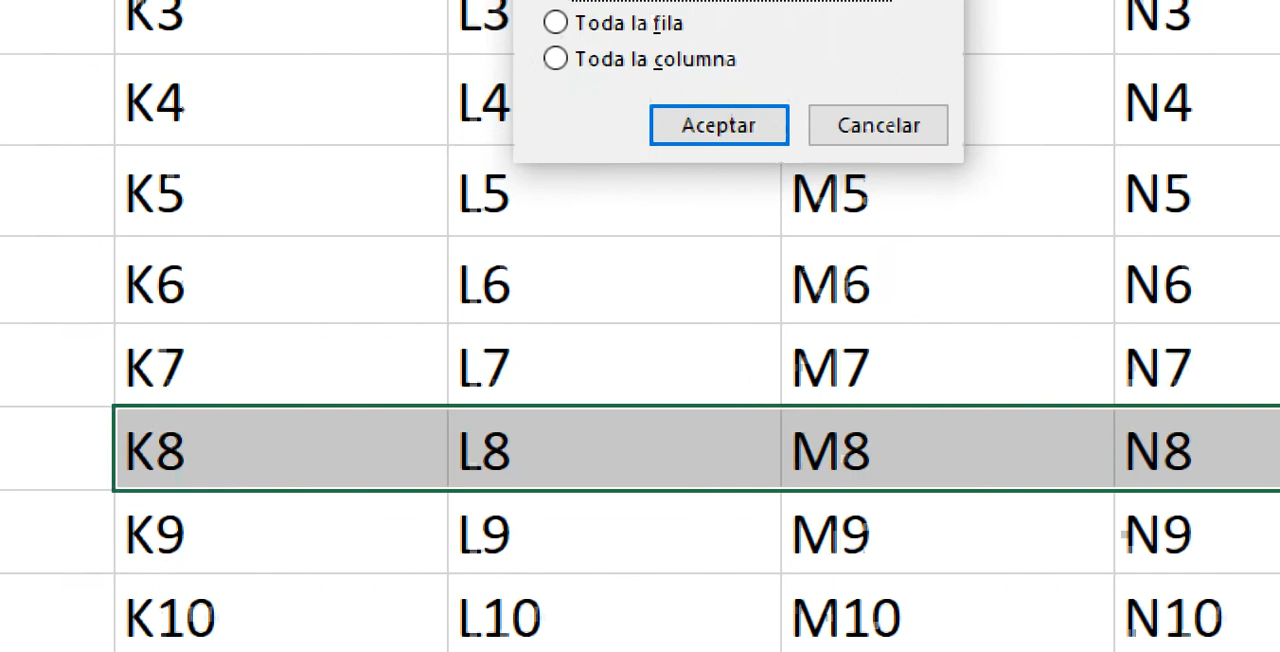 K3 L3 N3
Toda la fila
Toda la columna
K4 L4 N4
Aceptar Cancelar
K5 L5 M5 N5
K6 L6 M6 N6
K7 L7 M7 N7
K8 L8 M8 N8
K9 L9 M9 N9
K10 L10 M10 N10